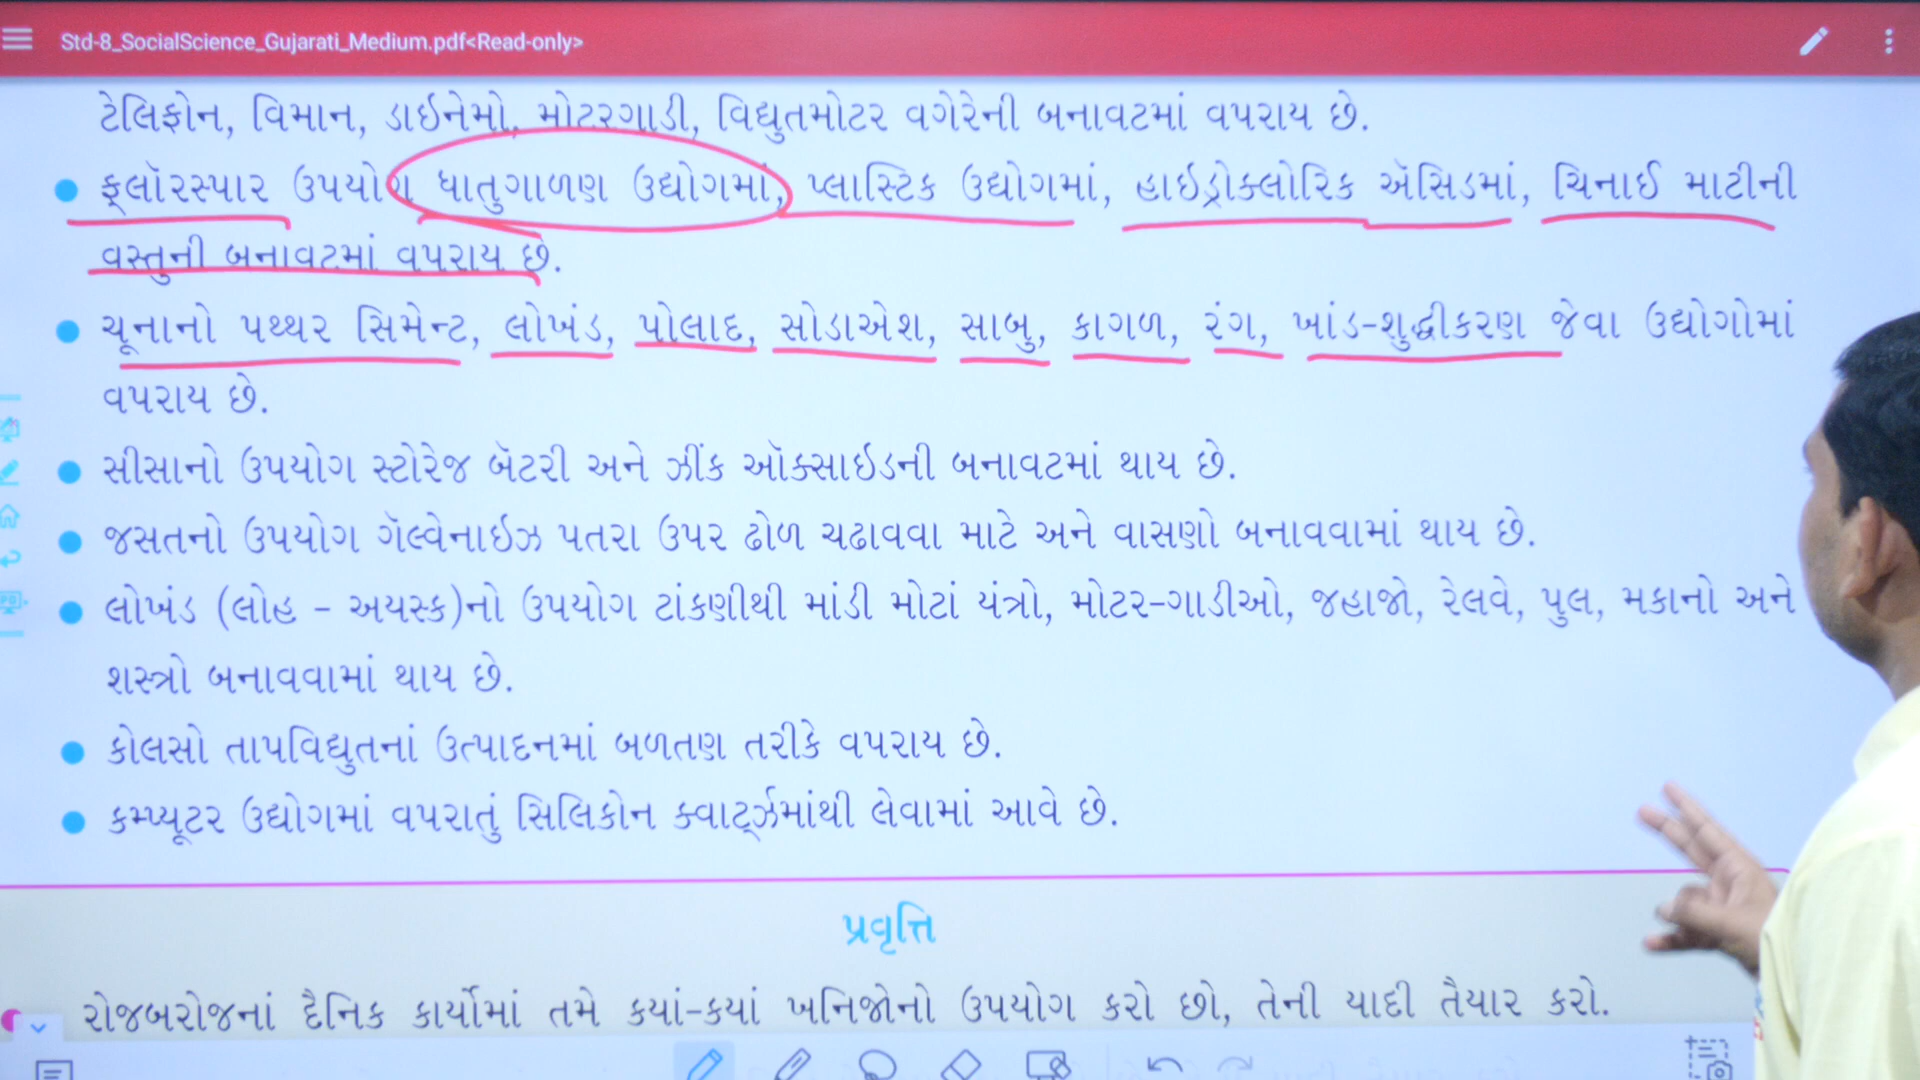 Std-8_SocialScience_Gujarati_Medium.pdf<Read-only>
ટેલિફોન, વિમાન, ડાઇનેમો, મોટરગાડી, વિદ્યુતમોટર વગેરેની બનાવટમાં વપરાય છે.
ફ્લૉરસ્પાર ઉપયોગ ધાતુગાળણ ઉદ્યોગમાં, પ્લાસ્ટિક ઉદ્યોગમાં, હાઇડ્રોક્લોરિક ઍસિડમાં, ચિનાઈ માટીની
વસ્તુની બનાવટમાં વપરાય છે.
ચૂનાનો પથ્થર સિમેન્ટ, લોખંડ, પોલાદ, સોડાએશ, સાબુ, કાગળ, રંગ, ખાંડ-શુદ્ધીકરણ જેવા ઉદ્યોગોમાં
વપરાય છે.
સીસાનો ઉપયોગ સ્ટોરેજ બૅટરી અને ઝીંક ઑક્સાઇડની બનાવટમાં થાય છે.
જસતનો ઉપયોગ ગૅલ્વેનાઇઝ પતરા ઉપર ઢોળ ચઢાવવા માટે અને વાસણો બનાવવામાં થાય છે.
લોખંડ (લોહ - અયસ્ક)નો ઉપયોગ ટાંકણીથી માંડી મોટાં યંત્રો, મોટર-ગાડીઓ, જહાજો, રેલવે, પુલ, મકાનો અને
શસ્ત્રો બનાવવામાં થાય છે.
કોલસો તાપવિદ્યુતનાં ઉત્પાદનમાં બળતણ તરીકે વપરાય છે.
કમ્પ્યૂટર ઉદ્યોગમાં વપરાતું સિલિકોન ક્વાર્ટ્ઝમાંથી લેવામાં આવે છે.
પ્રવૃત્તિ
રોજબરોજનાં દૈનિક કાર્યોમાં તમે કયાં-કયાં ખનિજોનો ઉપયોગ કરો છો, તેની યાદી તૈયાર કરો.